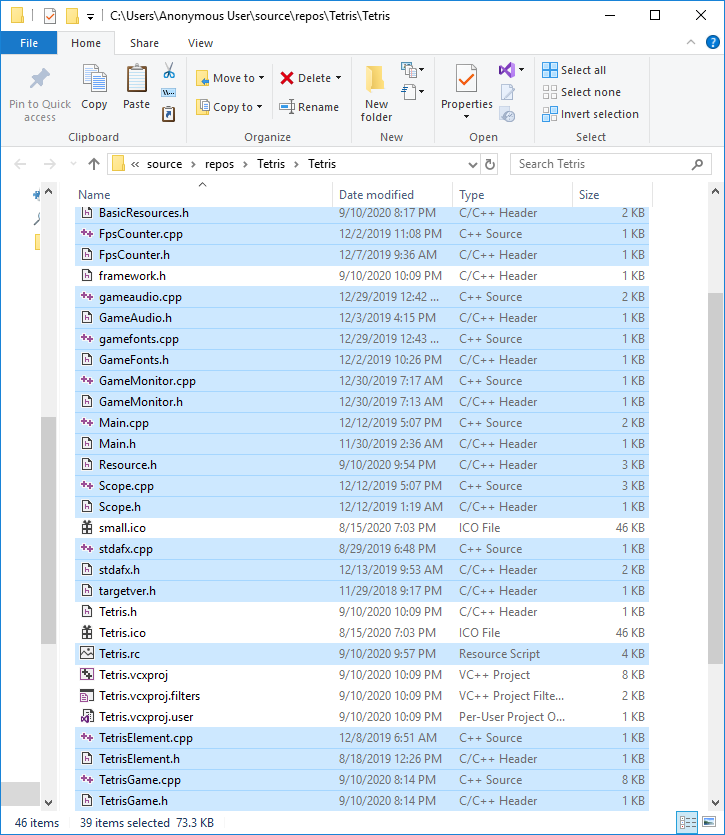 C:\Users\Anonymous User\source\repos\Tetris\Tetris
File Home Share View
Pin to Quick access
Copy
Paste
Clipboard
Move to
Copy to
Delete
Rename
Organize
New folder
New
Properties
Open
Select all
Select none
Invert selection
Select
« source › repos › Tetris › Tetris
Search Tetris
Name Date modified Type Size
BasicResources.h 9/10/2020 8:17 PM C/C++ Header 2 KB
FpsCounter.cpp 12/2/2019 11:08 PM C++ Source 1 KB
FpsCounter.h 12/7/2019 9:36 AM C/C++ Header 1 KB
framework.h 9/10/2020 10:09 PM C/C++ Header 1 KB
gameaudio.cpp 12/29/2019 12:42 ... C++ Source 2 KB
GameAudio.h 12/3/2019 4:15 PM C/C++ Header 1 KB
gamefonts.cpp 12/29/2019 12:43 ... C++ Source 1 KB
GameFonts.h 12/2/2019 10:26 PM C/C++ Header 1 KB
GameMonitor.cpp 12/30/2019 7:17 AM C++ Source 1 KB
GameMonitor.h 12/30/2019 7:13 AM C/C++ Header 1 KB
Main.cpp 12/12/2019 5:07 PM C++ Source 2 KB
Main.h 11/30/2019 2:36 AM C/C++ Header 1 KB
Resource.h 9/10/2020 9:54 PM C/C++ Header 3 KB
Scope.cpp 12/12/2019 5:07 PM C++ Source 3 KB
Scope.h 12/12/2019 1:19 AM C/C++ Header 1 KB
small.ico 8/15/2020 7:03 PM ICO File 46 KB
stdafx.cpp 8/29/2019 6:48 PM C++ Source 1 KB
stdafx.h 12/13/2019 9:53 AM C/C++ Header 2 KB
targetver.h 11/29/2018 9:17 PM C/C++ Header 1 KB
Tetris.h 9/10/2020 10:09 PM C/C++ Header 1 KB
Tetris.ico 8/15/2020 7:03 PM ICO File 46 KB
Tetris.rc 9/10/2020 9:57 PM Resource Script 4 KB
Tetris.vcxproj 9/10/2020 10:09 PM VC++ Project 8 KB
Tetris.vcxproj.filters 9/10/2020 10:09 PM VC++ Project Filte... 2 KB
Tetris.vcxproj.user 9/10/2020 10:09 PM Per-User Project O... 1 KB
TetrisElement.cpp 12/8/2019 6:51 AM C++ Source 1 KB
TetrisElement.h 8/18/2019 12:26 PM C/C++ Header 1 KB
TetrisGame.cpp 9/10/2020 8:14 PM C++ Source 8 KB
TetrisGame.h 9/10/2020 8:14 PM C/C++ Header 1 KB
46 items 39 items selected 73.3 KB